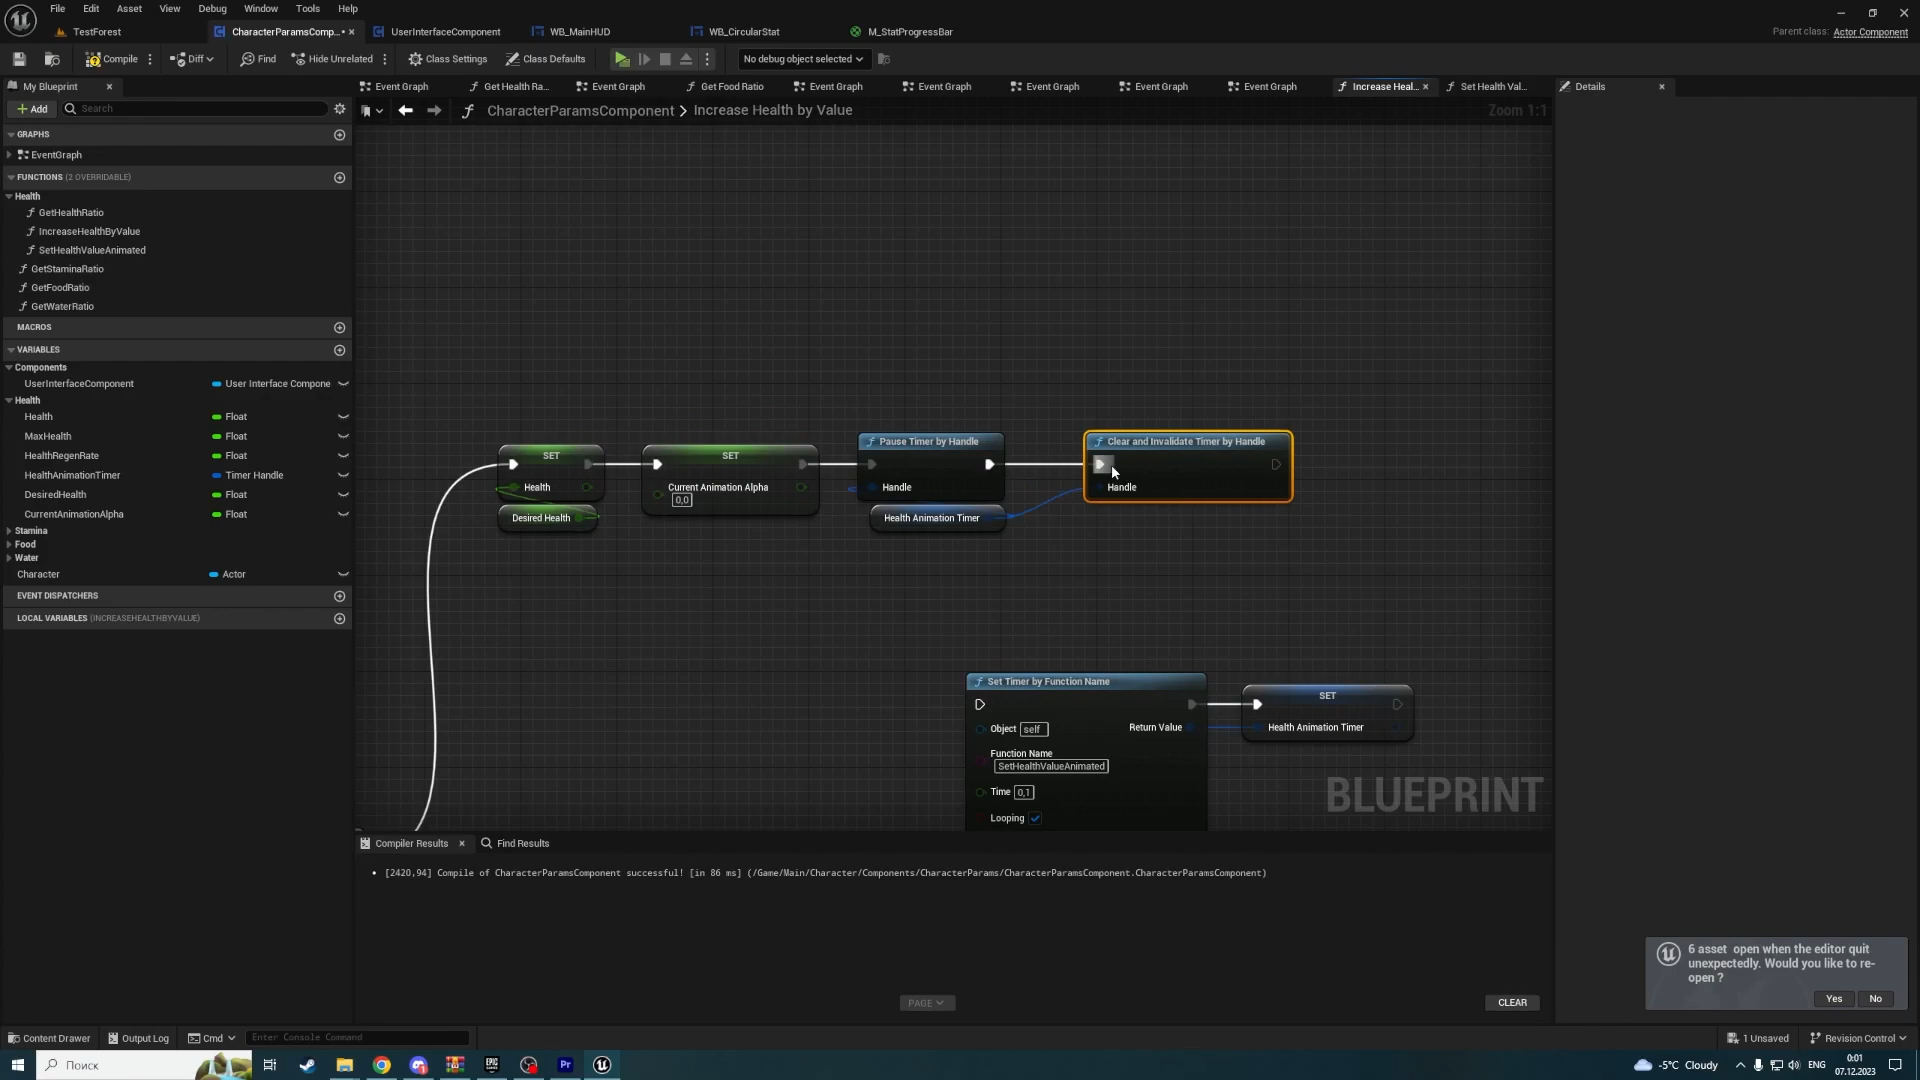 File Edit Asset View Debug Window Tools Help
TestForest CharacterParamsComp...• UserInterfaceComponent WB_MainHUD WB_CircularStat M_StatProgressBar
Parent class: Actor Component
Compile Diff Find Hide Unrelated Class Settings Class Defaults No debug object selected
My Blueprint Event Graph Get Health Ra... Event Graph Get Food Ratio Event Graph Event Graph Event Graph Event Graph Event Graph Increase Heal... Set Health Val... Details
Add Search
CharacterParamsComponent > Increase Health by Value Zoom 1:1
GRAPHS
EventGraph
FUNCTIONS (2 OVERRIDABLE)
Health
GetHealthRatio
IncreaseHealthByValue
SetHealthValueAnimated
GetStaminaRatio
GetFoodRatio
GetWaterRatio
MACROS
VARIABLES
Components
UserInterfaceComponent User Interface Compone
Health
Health Float
MaxHealth Float
HealthRegenRate Float
HealthAnimationTimer Timer Handle
DesiredHealth Float
CurrentAnimationAlpha Float
Stamina
Food
Water
Character Actor
EVENT DISPATCHERS
LOCAL VARIABLES (INCREASEHEALTHBYVALUE)
SET
Health
Desired Health
SET
Current Animation Alpha
0,0
Pause Timer by Handle
Handle
Health Animation Timer
Clear and Invalidate Timer by Handle
Handle
Set Timer by Function Name
Object self Return Value
Function Name
SetHealthValueAnimated
Time 0,1
Looping
SET
Health Animation Timer
BLUEPRINT
Compiler Results Find Results
[2420,94] Compile of CharacterParamsComponent successful! [in 86 ms] (/Game/Main/Character/Components/CharacterParams/CharacterParamsComponent.CharacterParamsComponent)
6 asset open when the editor quit
unexpectedly. Would you like to re-
open ?
Yes No
PAGE CLEAR
Content Drawer Output Log Cmd Enter Console Command 1 Unsaved Revision Control
Поиск
EPIC GAMES
Pr
-5°C Cloudy ENG
0:01
07.12.2023